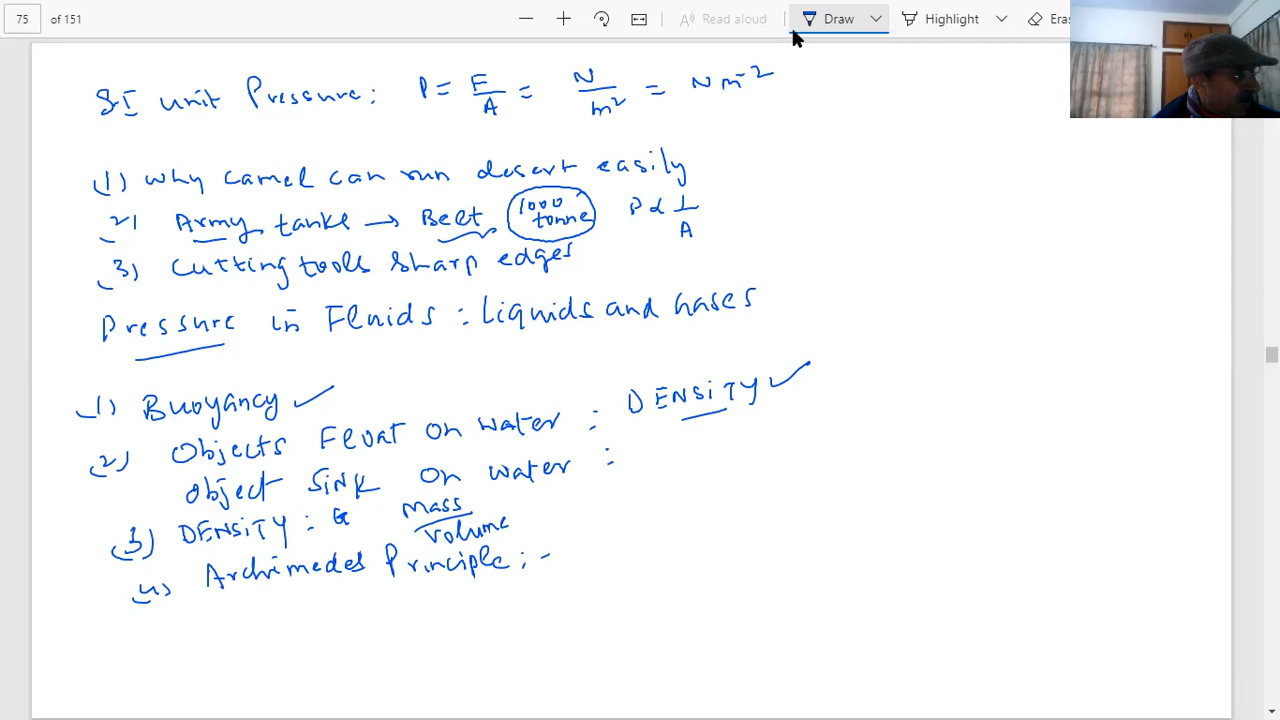 75 of 151 Read aloud Draw Highlight Eras
SI unit Pressure: P = F/A = N/m² = N m⁻²
(1) why camel can run desert easily
(2) Army tanks → Belt 1000 tonne P ∝ 1/A
(3) Cutting tools sharp edges
Pressure in Fluids : Liquids and Gases
(1) Buoyancy ✓
(2) Objects Float on water : DENSITY ✓
Object SINK on water :
(3) DENSITY : Mass/Volume
(4) Archimedes Principle : -